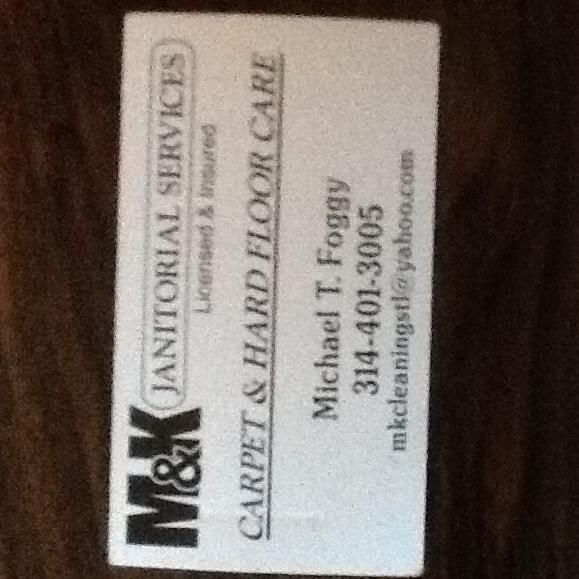 M&K JANITORIAL SERVICES
Licensed & Insured
CARPET & HARD FLOOR CARE
Michael T. Foggy
314-401-3005
mkcleaningstl@yahoo.com